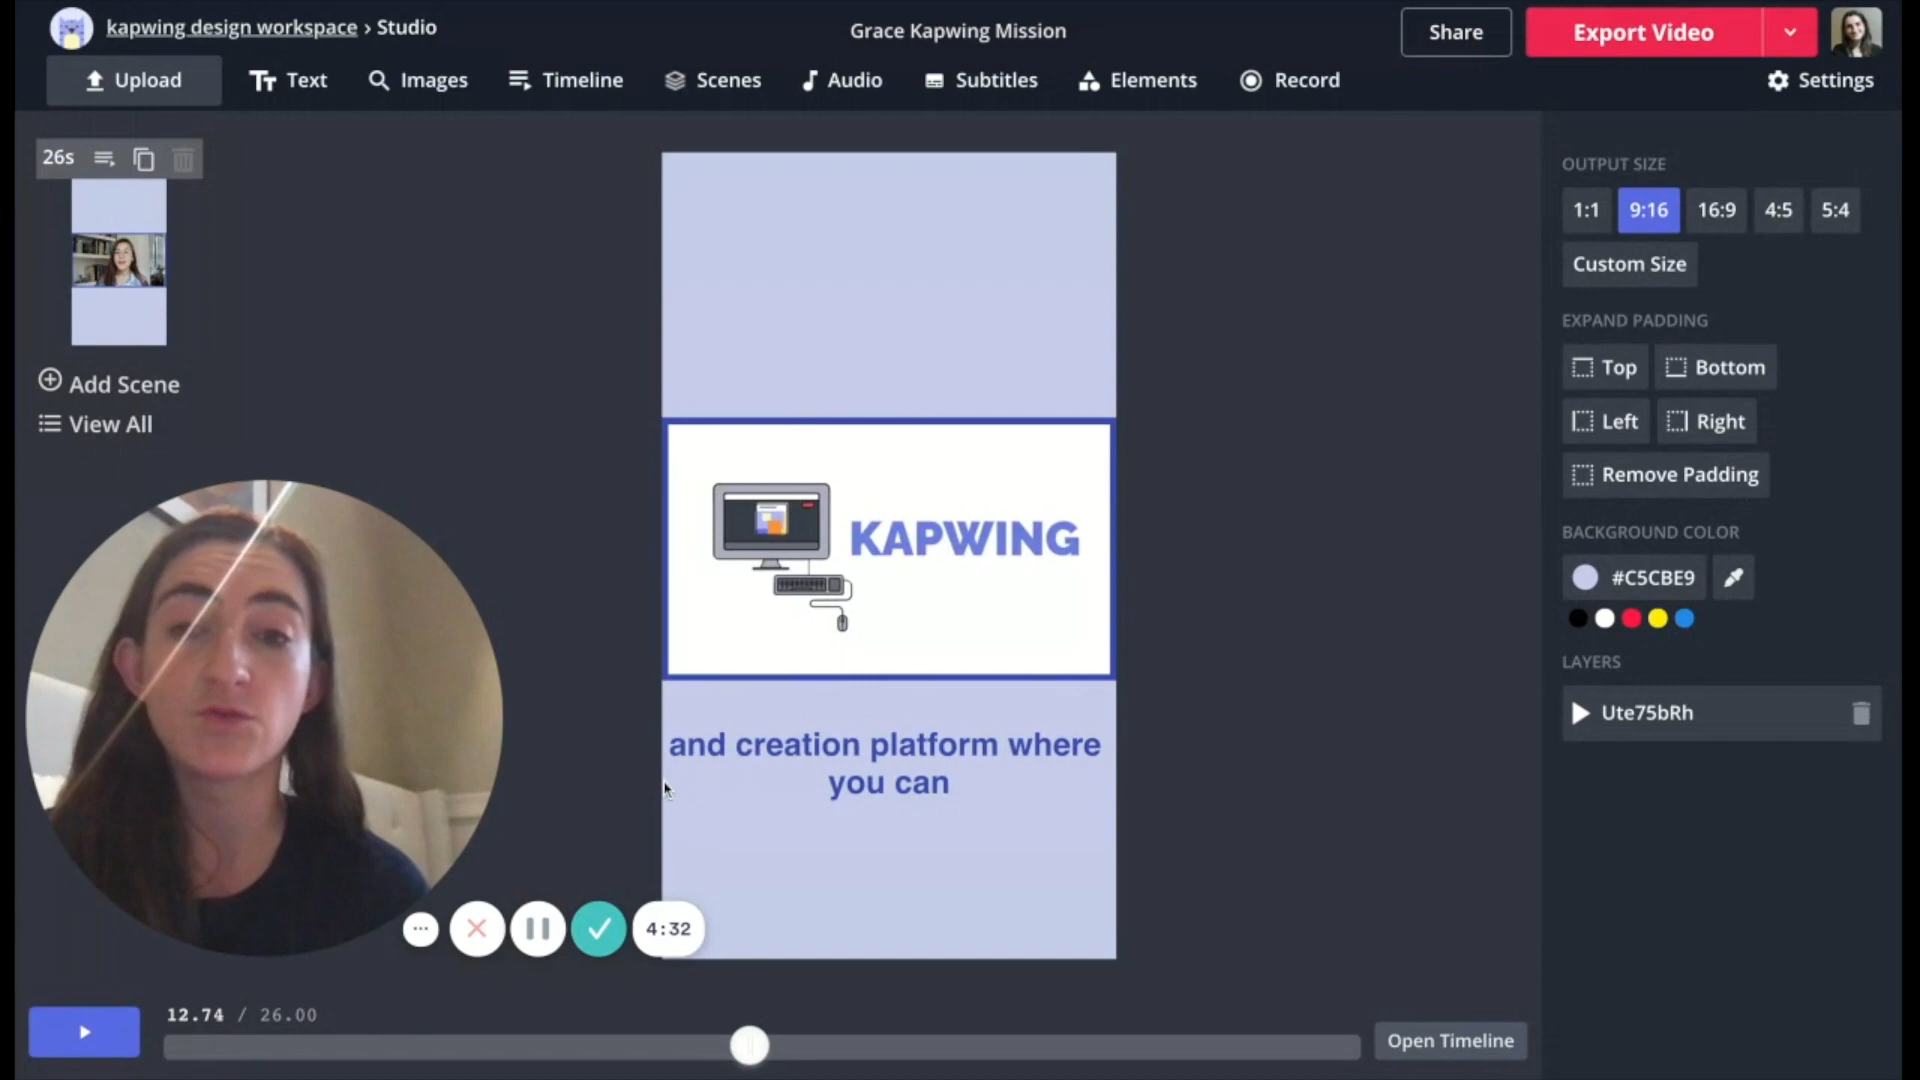 kapwing design workspace › Studio
Grace Kapwing Mission
Share
Export Video
Upload
Text
Images
Timeline
Scenes
Audio
Subtitles
Elements
Record
Settings
26s
Add Scene
View All
KAPWING
and creation platform where
you can
4:32
12.74 / 26.00
Open Timeline
OUTPUT SIZE
1:1 9:16 16:9 4:5 5:4
Custom Size
EXPAND PADDING
Top Bottom
Left Right
Remove Padding
BACKGROUND COLOR
#C5CBE9
LAYERS
Ute75bRh